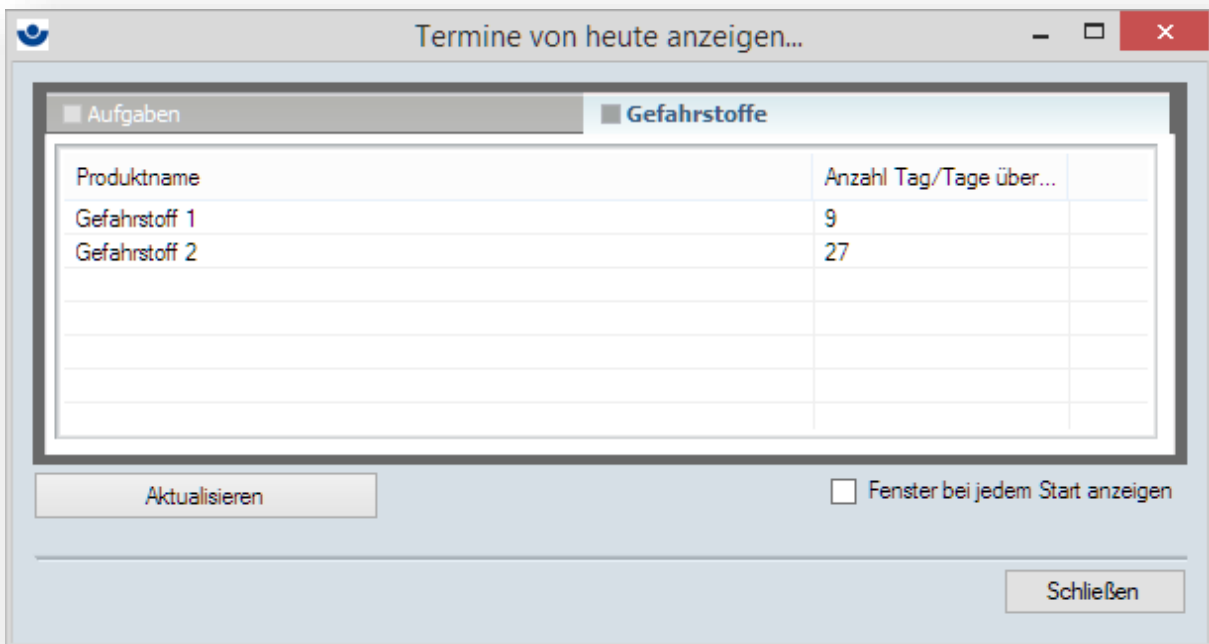 Termine von heute anzeigen...
Aufgaben Gefahrstoffe
Produktname Anzahl Tag/Tage über...
Gefahrstoff 1 9
Gefahrstoff 2 27
Aktualisieren Fenster bei jedem Start anzeigen
Schließen